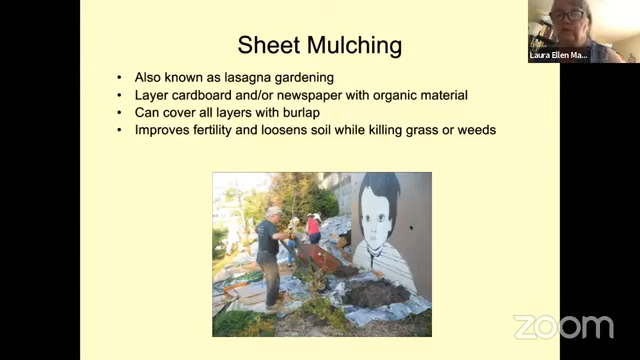 Sheet Mulching
• Also known as lasagna gardening
• Layer cardboard and/or newspaper with organic material
• Can cover all layers with burlap
• Improves fertility and loosens soil while killing grass or weeds
Laura Ellen Ma...
zoom